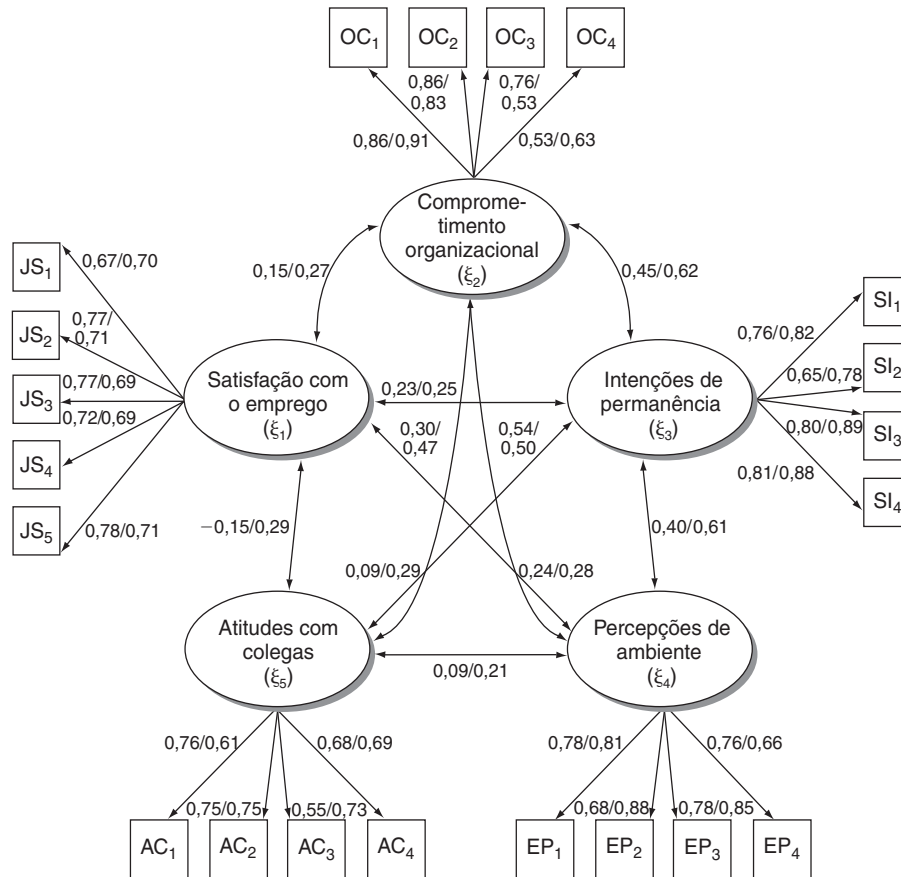 OC₁ OC₂ OC₃ OC₄
0,86/
0,83
0,76/
0,53
0,86/0,91
0,53/0,63
Comprome-
timento
organizacional
(ξ₂)
0,15/0,27
0,45/0,62
JS₁
JS₂
JS₃
JS₄
JS₅
0,67/0,70
0,77/
0,71
0,77/0,69
0,72/0,69
0,78/0,71
Satisfação com
o emprego
(ξ₁)
0,23/0,25
Intenções de
permanência
(ξ₃)
0,76/0,82
0,65/0,78
0,80/0,89
0,81/0,88
SI₁
SI₂
SI₃
SI₄
0,30/
0,47
0,54/
0,50
−0,15/0,29
0,40/0,61
0,09/0,29
0,24/0,28
Atitudes com
colegas
(ξ₅)
0,09/0,21
Percepções de
ambiente
(ξ₄)
0,76/0,61
0,68/0,69
0,75/0,75
0,55/0,73
0,78/0,81
0,76/0,66
0,68/0,88
0,78/0,85
AC₁ AC₂ AC₃ AC₄
EP₁ EP₂ EP₃ EP₄